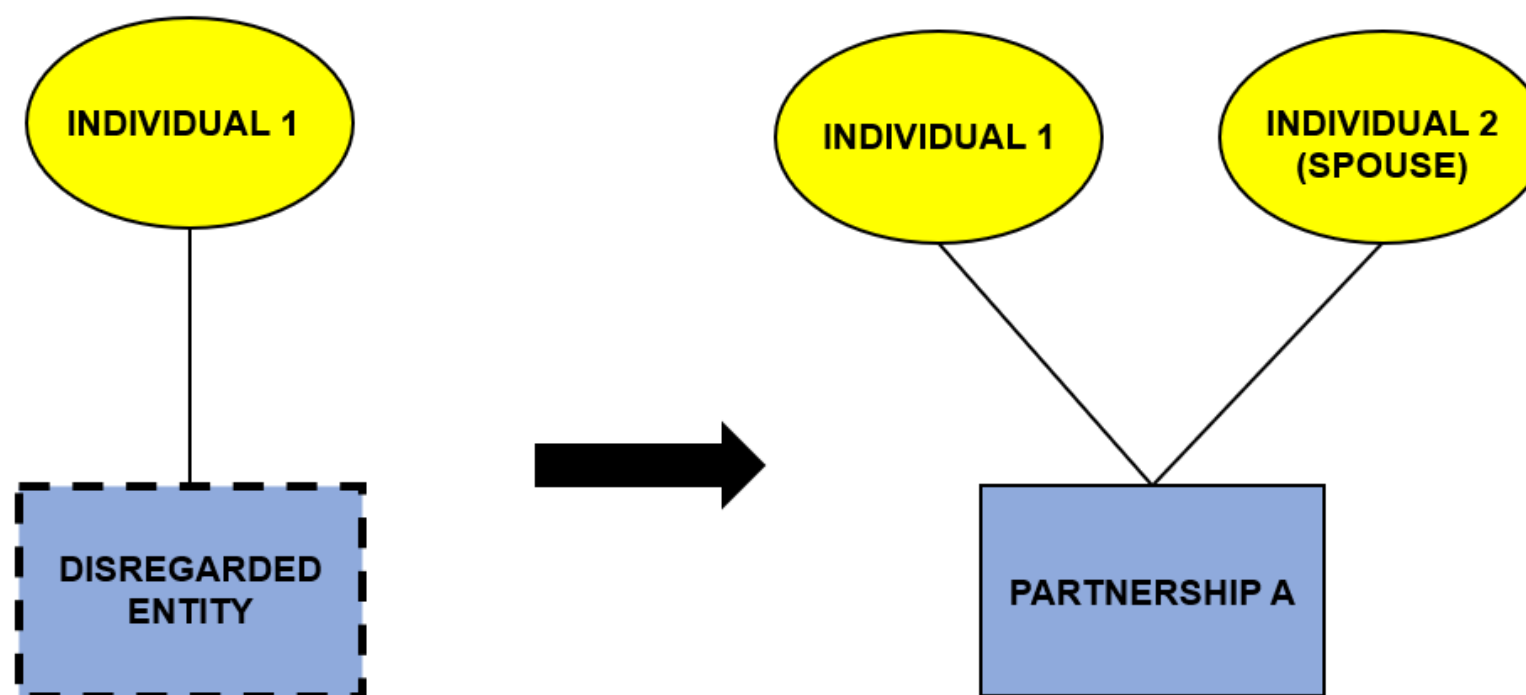 INDIVIDUAL 1
DISREGARDED
ENTITY
INDIVIDUAL 1
INDIVIDUAL 2
(SPOUSE)
PARTNERSHIP A